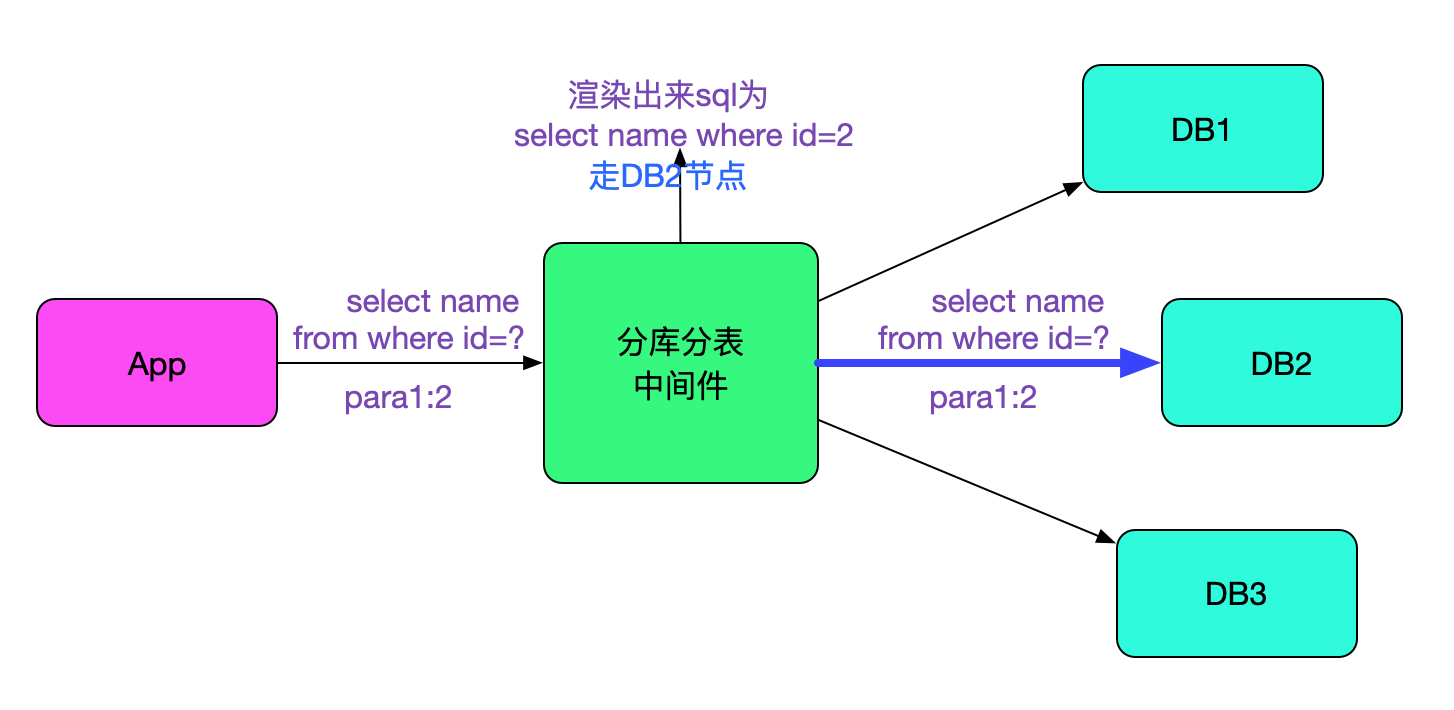 渲染出来sql为
select name where id=2
走DB2节点
App
select name
from where id=?
para1:2
分库分表
中间件
select name
from where id=?
para1:2
DB1
DB2
DB3